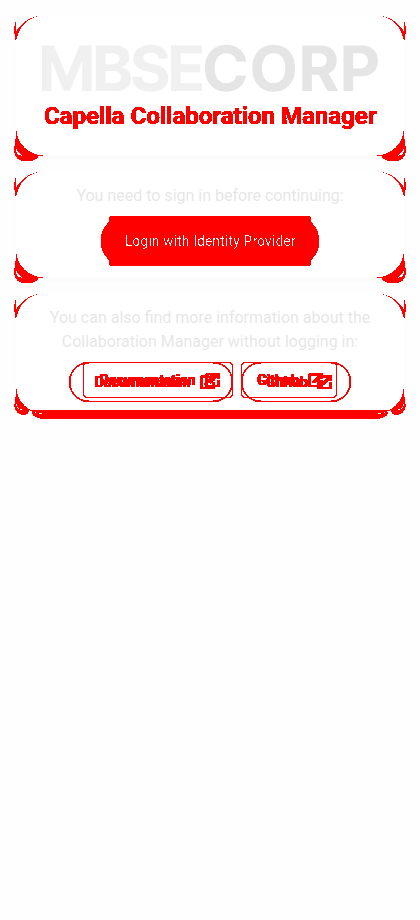 MBSECORP
Capella Collaboration Manager
You need to sign in before continuing:
Login with Identity Provider
You can also find more information about the
Collaboration Manager without logging in:
Documentation Github